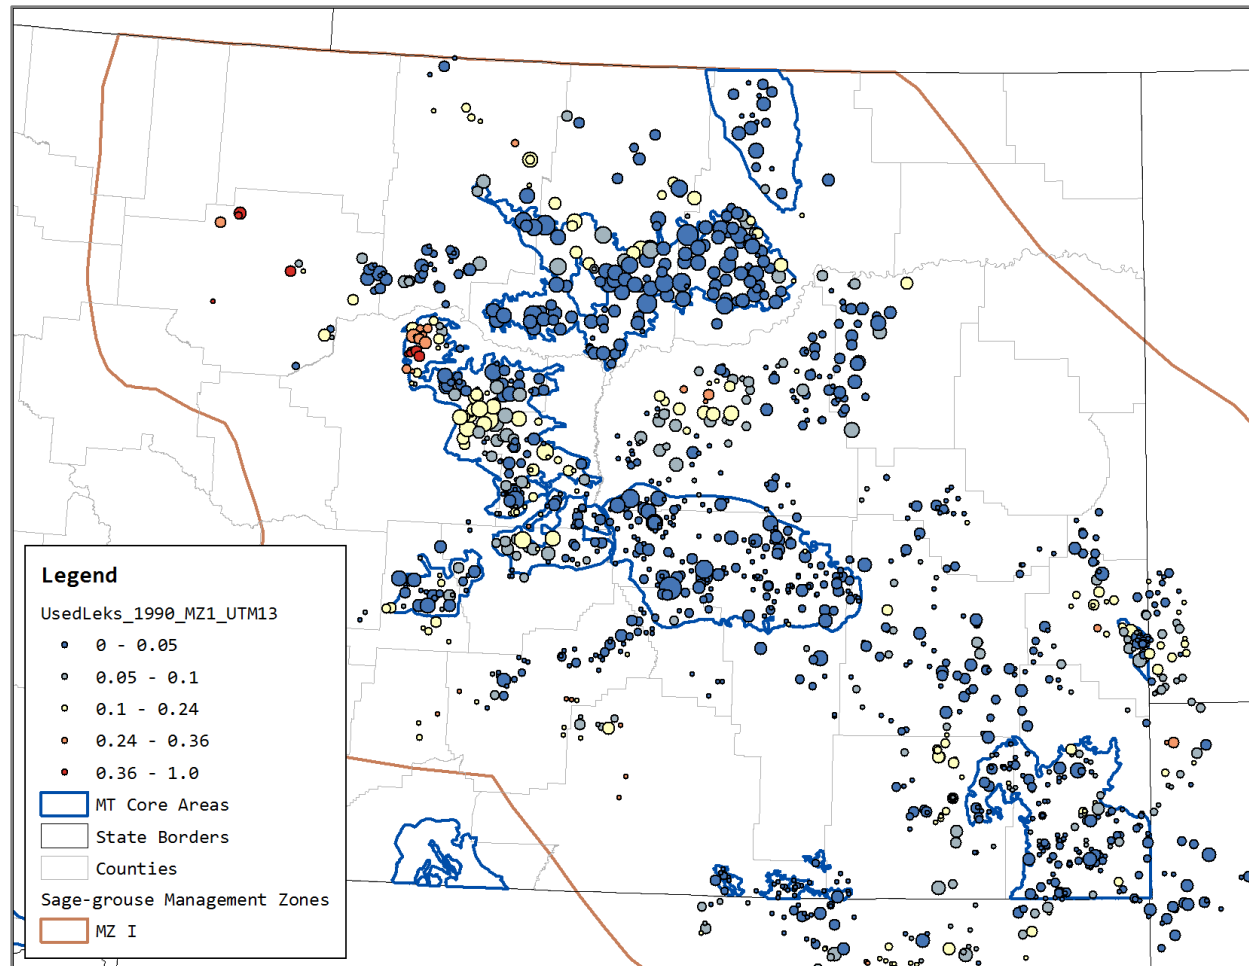 Legend
UsedLeks_1990_MZ1_UTM13
0 - 0.05
0.05 - 0.1
0.1 - 0.24
0.24 - 0.36
0.36 - 1.0
MT Core Areas
State Borders
Counties
Sage-grouse Management Zones
MZ I